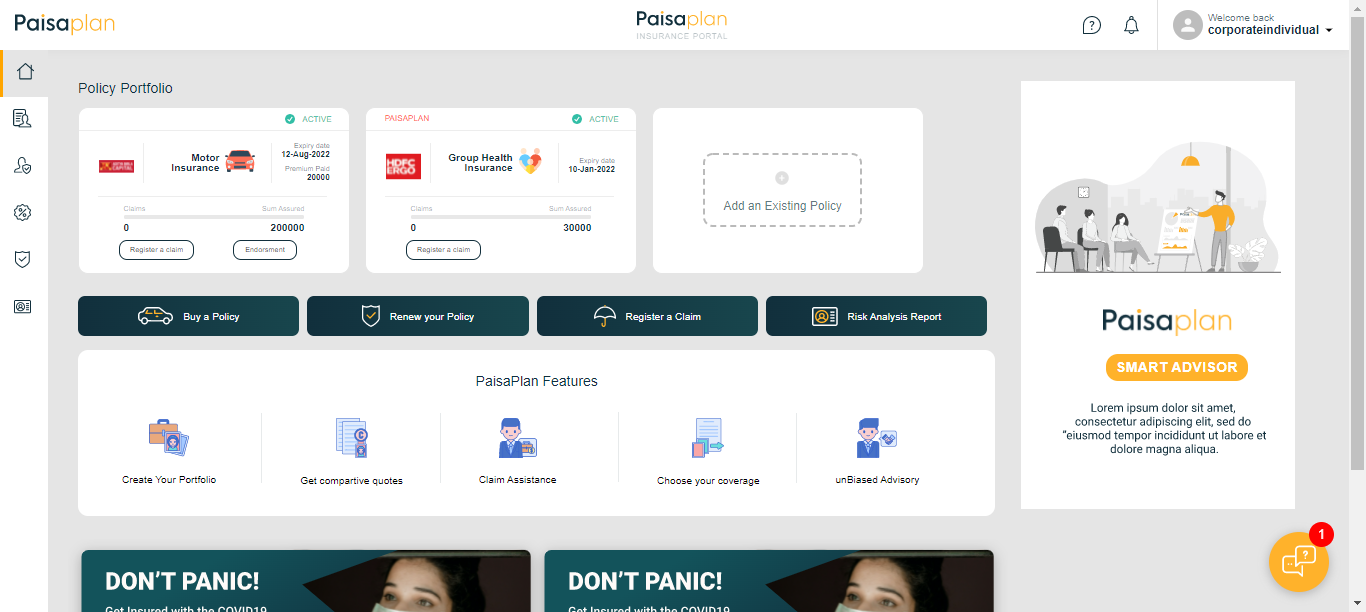 Paisaplan
Paisaplan
INSURANCE PORTAL
?
Welcome back
corporateindividual
Policy Portfolio
ACTIVE
Motor
Insurance
Expiry date
12-Aug-2022
Premium Paid
20000
Claims
Sum Assured
0
200000
Register a claim
Endorsment
PAISAPLAN
ACTIVE
HDFC
ERGO
Group Health
Insurance
Expiry date
10-Jan-2022
Claims
Sum Assured
0
30000
Register a claim
Add an Existing Policy
Buy a Policy
Renew your Policy
Register a Claim
Risk Analysis Report
PaisaPlan Features
Create Your Portfolio
Get compartive quotes
Claim Assistance
Choose your coverage
unBiased Advisory
Paisaplan
SMART ADVISOR
Lorem ipsum dolor sit amet,
consectetur adipiscing elit, sed do
“eiusmod tempor incididunt ut labore et
dolore magna aliqua.
DON’T PANIC!
Get Insured with the COVID19
DON’T PANIC!
Get Insured with the COVID19
1